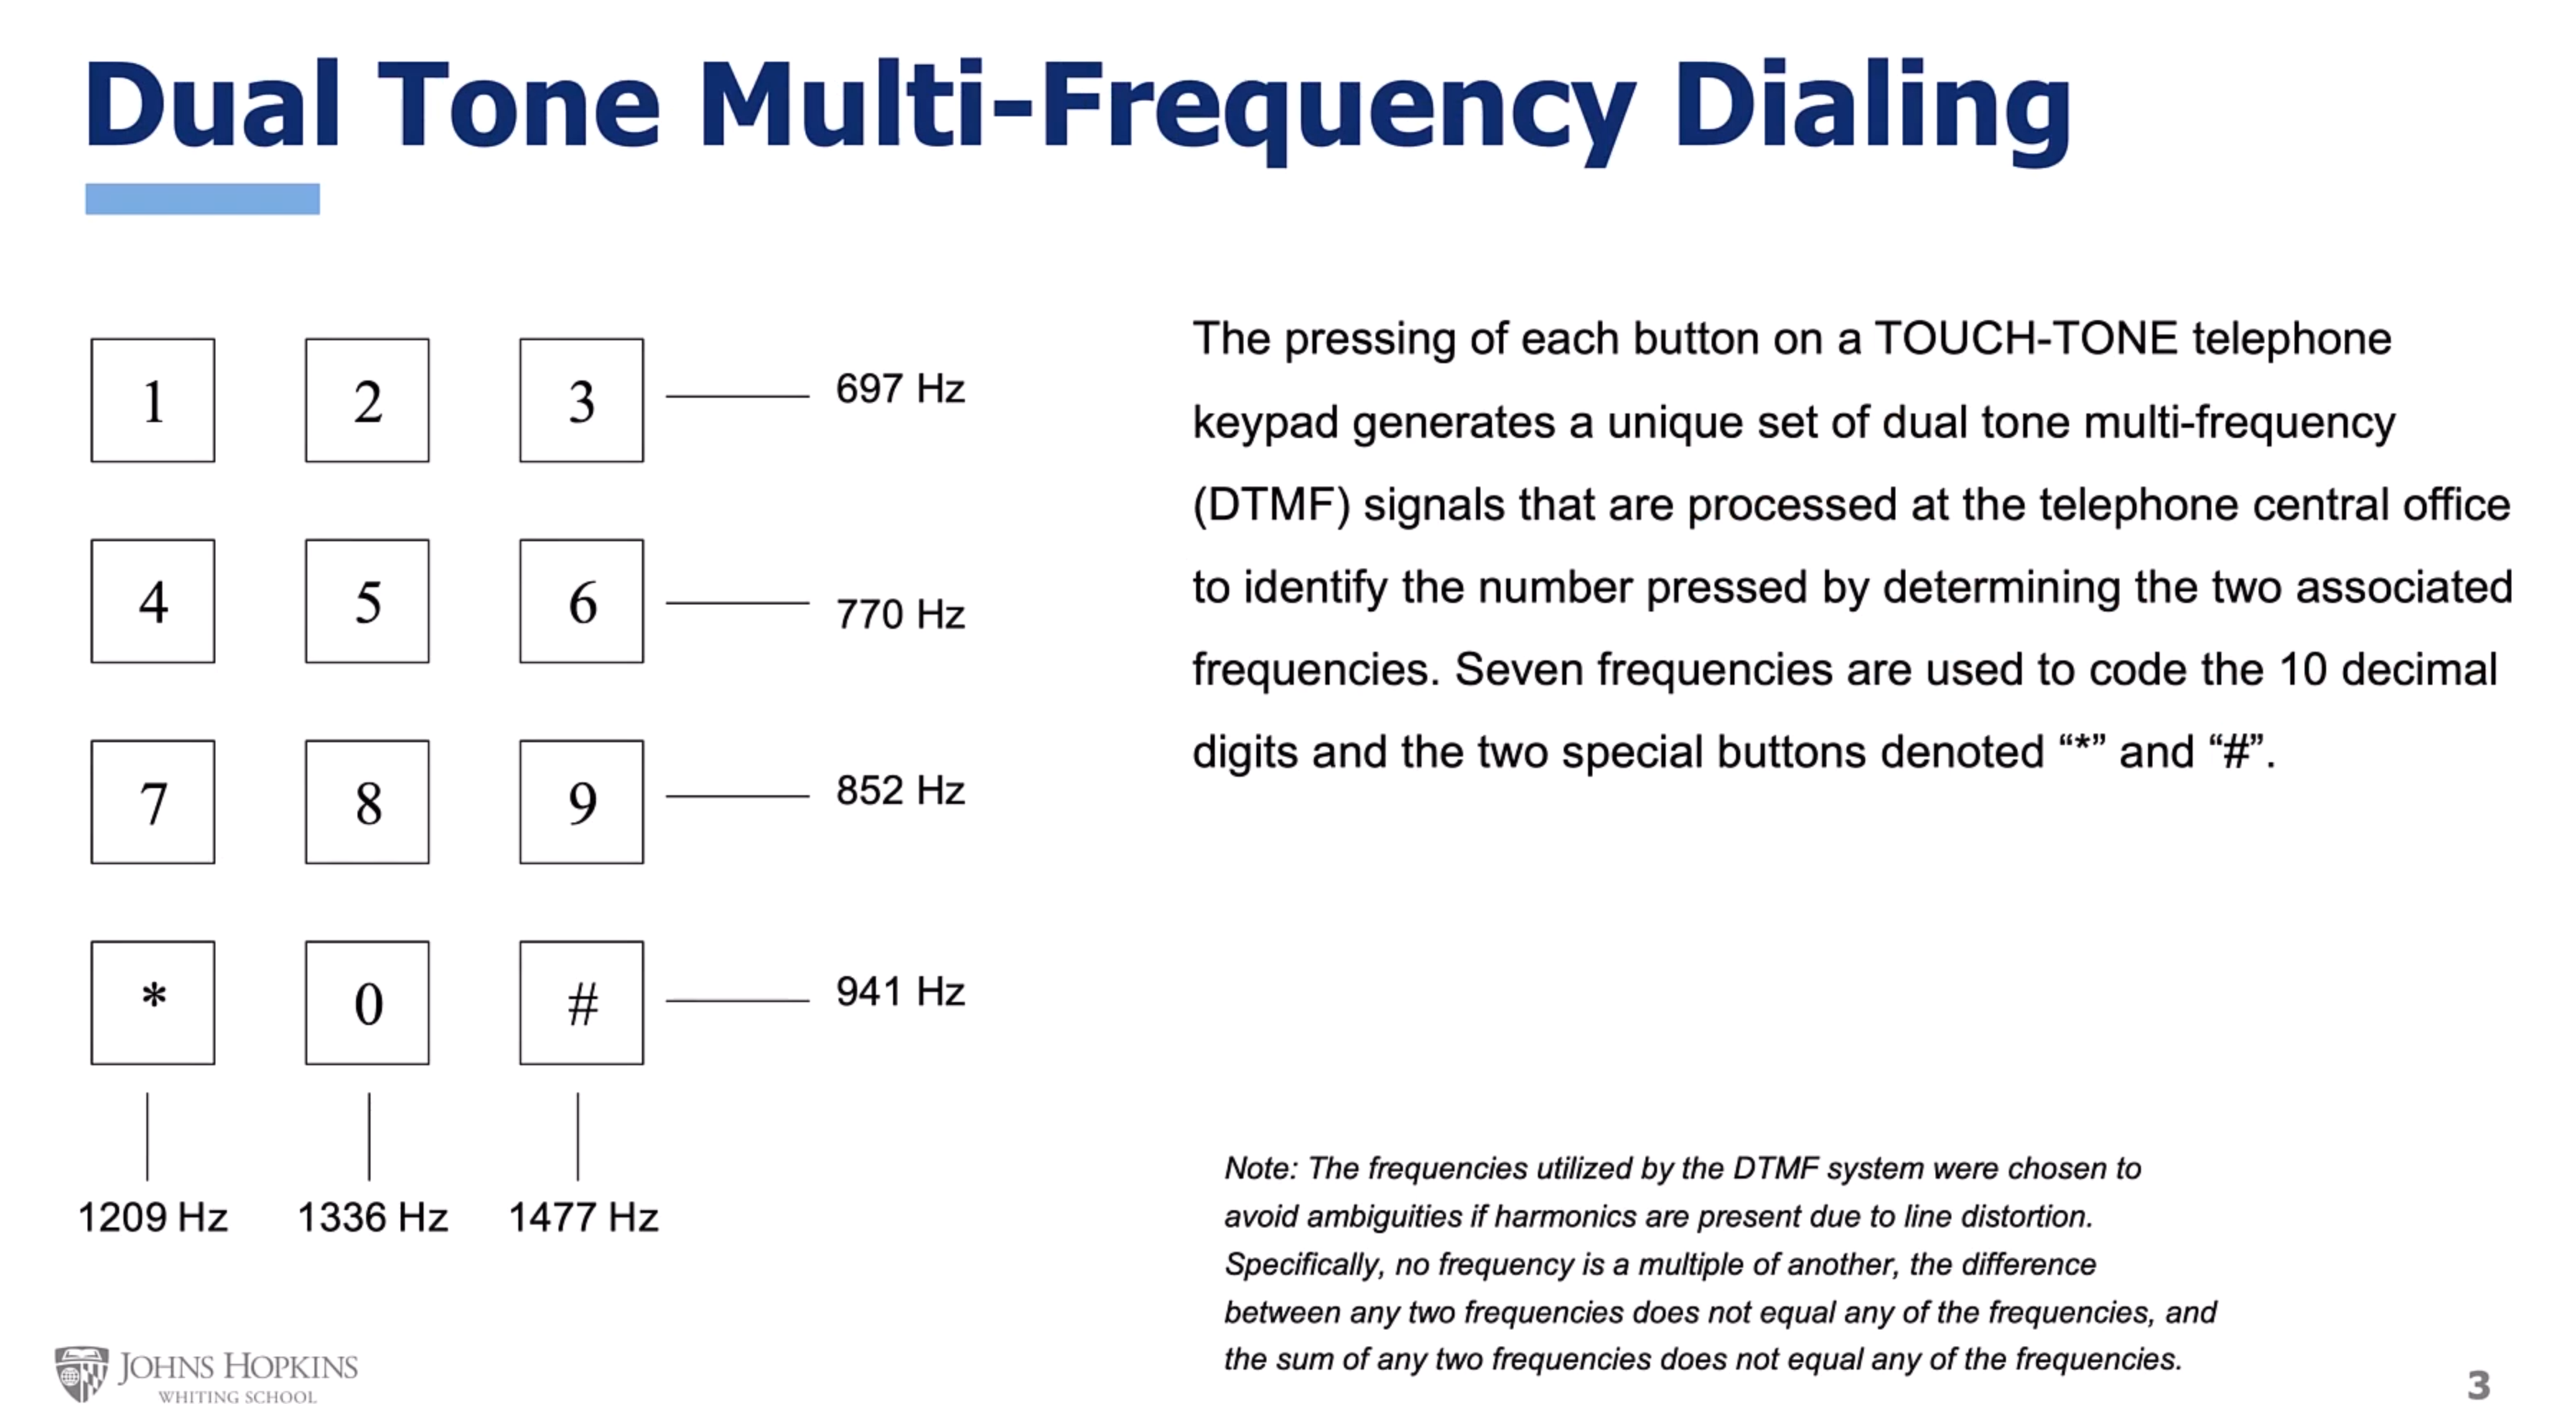 Dual Tone Multi-Frequency Dialing
1 2 3 697 Hz
4 5 6 770 Hz
7 8 9 852 Hz
* 0 # 941 Hz
1209 Hz 1336 Hz 1477 Hz
The pressing of each button on a TOUCH-TONE telephone
keypad generates a unique set of dual tone multi-frequency
(DTMF) signals that are processed at the telephone central office
to identify the number pressed by determining the two associated
frequencies. Seven frequencies are used to code the 10 decimal
digits and the two special buttons denoted “*” and “#”.
Note: The frequencies utilized by the DTMF system were chosen to
avoid ambiguities if harmonics are present due to line distortion.
Specifically, no frequency is a multiple of another, the difference
between any two frequencies does not equal any of the frequencies, and
the sum of any two frequencies does not equal any of the frequencies.
JOHNS HOPKINS
WHITING SCHOOL
3